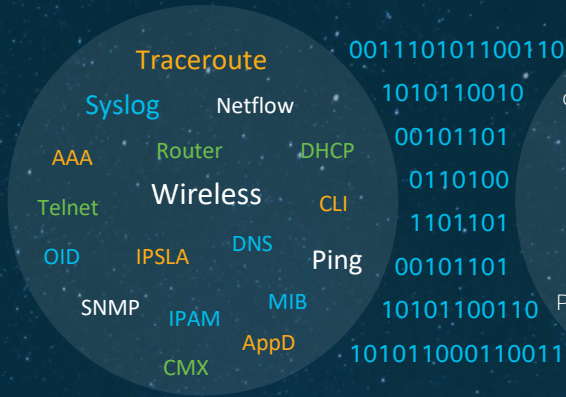 Traceroute
Syslog Netflow
AAA Router DHCP
Telnet Wireless CLI
OID IPSLA DNS Ping
SNMP IPAM MIB
AppD
CMX
001110101100110
1010110010
00101101
0110100
1101101
00101101
10101100110
101011000110011